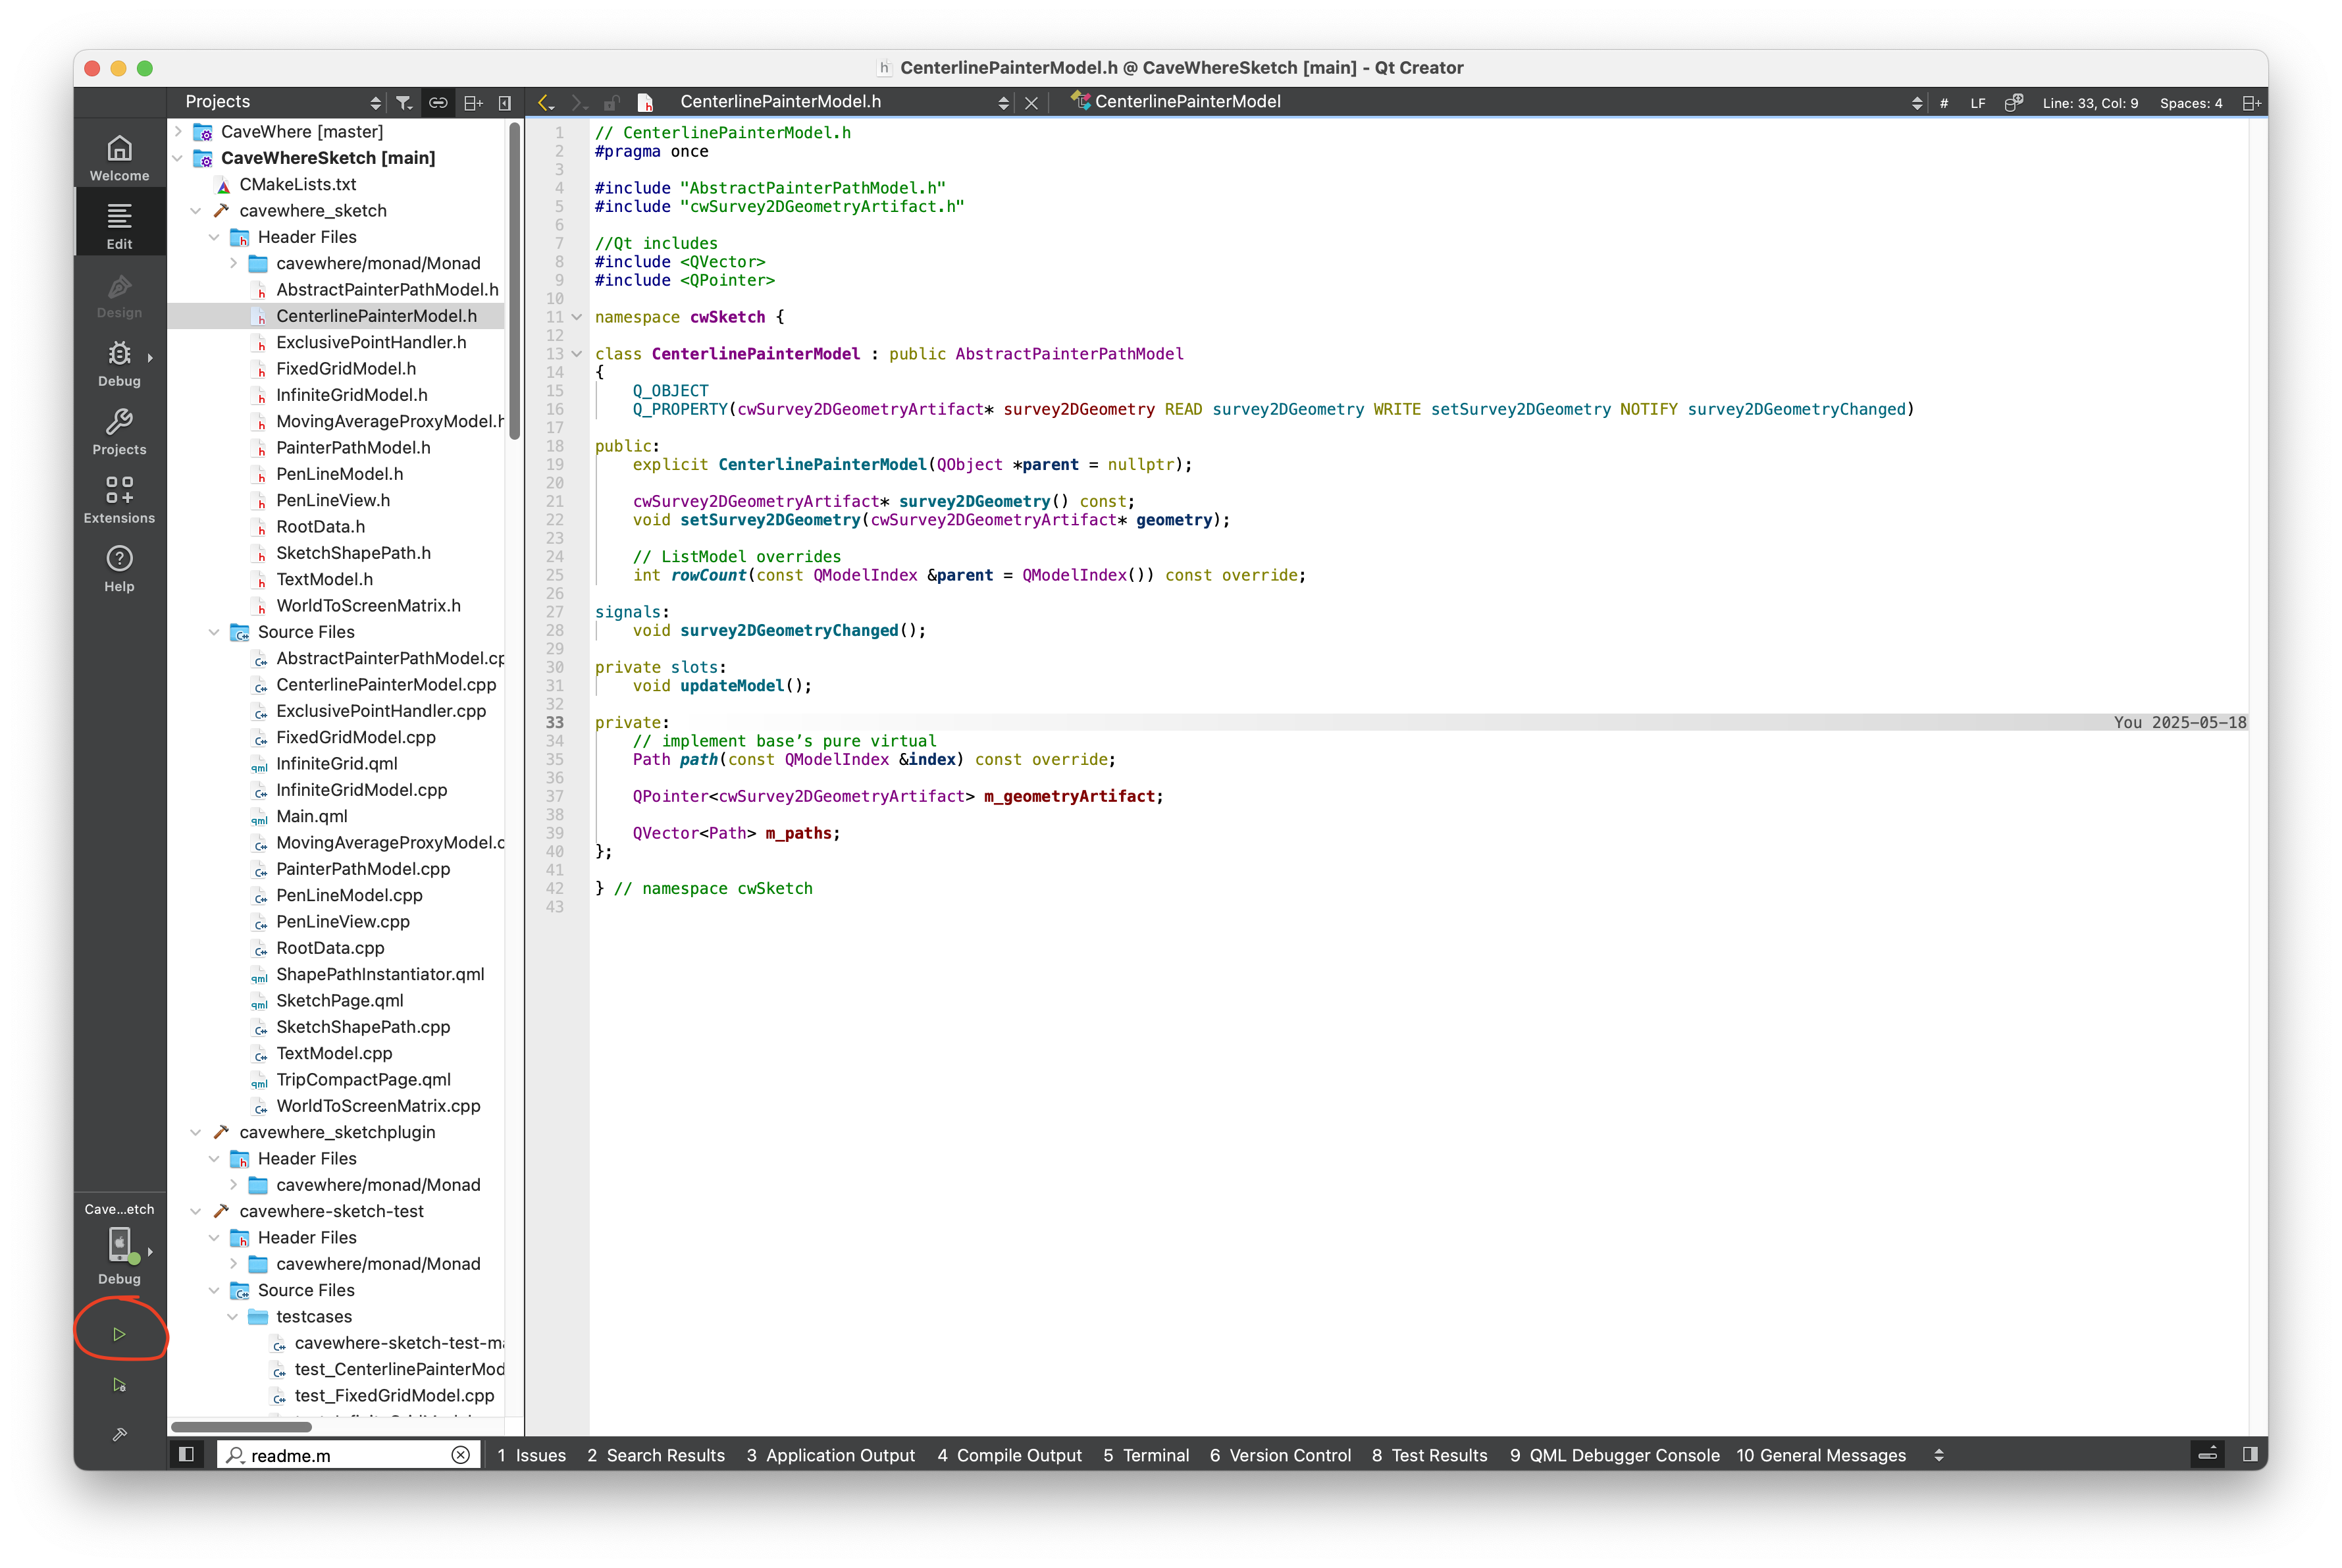 CenterlinePainterModel.h @ CaveWhereSketch [main] - Qt Creator
Projects
CenterlinePainterModel.h
CenterlinePainterModel
#
LF
Line: 33, Col: 9
Spaces: 4
Welcome
Edit
Design
Debug
Projects
Extensions
Help
Cave...etch
Debug
CaveWhere [master]
CaveWhereSketch [main]
CMakeLists.txt
cavewhere_sketch
Header Files
cavewhere/monad/Monad
AbstractPainterPathModel.h
CenterlinePainterModel.h
ExclusivePointHandler.h
FixedGridModel.h
InfiniteGridModel.h
MovingAverageProxyModel.h
PainterPathModel.h
PenLineModel.h
PenLineView.h
RootData.h
SketchShapePath.h
TextModel.h
WorldToScreenMatrix.h
Source Files
AbstractPainterPathModel.cp
CenterlinePainterModel.cpp
ExclusivePointHandler.cpp
FixedGridModel.cpp
InfiniteGrid.qml
InfiniteGridModel.cpp
Main.qml
MovingAverageProxyModel.c
PainterPathModel.cpp
PenLineModel.cpp
PenLineView.cpp
RootData.cpp
ShapePathInstantiator.qml
SketchPage.qml
SketchShapePath.cpp
TextModel.cpp
TripCompactPage.qml
WorldToScreenMatrix.cpp
cavewhere_sketchplugin
Header Files
cavewhere/monad/Monad
cavewhere-sketch-test
Header Files
cavewhere/monad/Monad
Source Files
testcases
cavewhere-sketch-test-ma
test_CenterlinePainterMod
test_FixedGridModel.cpp
1 // CenterlinePainterModel.h
2 #pragma once
3
4 #include "AbstractPainterPathModel.h"
5 #include "cwSurvey2DGeometryArtifact.h"
6
7 //Qt includes
8 #include <QVector>
9 #include <QPointer>
10
11 namespace cwSketch {
12
13 class CenterlinePainterModel : public AbstractPainterPathModel
14 {
15 Q_OBJECT
16 Q_PROPERTY(cwSurvey2DGeometryArtifact* survey2DGeometry READ survey2DGeometry WRITE setSurvey2DGeometry NOTIFY survey2DGeometryChanged)
17
18 public:
19 explicit CenterlinePainterModel(QObject *parent = nullptr);
20
21 cwSurvey2DGeometryArtifact* survey2DGeometry() const;
22 void setSurvey2DGeometry(cwSurvey2DGeometryArtifact* geometry);
23
24 // ListModel overrides
25 int rowCount(const QModelIndex &parent = QModelIndex()) const override;
26
27 signals:
28 void survey2DGeometryChanged();
29
30 private slots:
31 void updateModel();
32
33 private: You 2025-05-18
34 // implement base’s pure virtual
35 Path path(const QModelIndex &index) const override;
36
37 QPointer<cwSurvey2DGeometryArtifact> m_geometryArtifact;
38
39 QVector<Path> m_paths;
40 };
41
42 } // namespace cwSketch
43
readme.m
1 Issues
2 Search Results
3 Application Output
4 Compile Output
5 Terminal
6 Version Control
8 Test Results
9 QML Debugger Console
10 General Messages